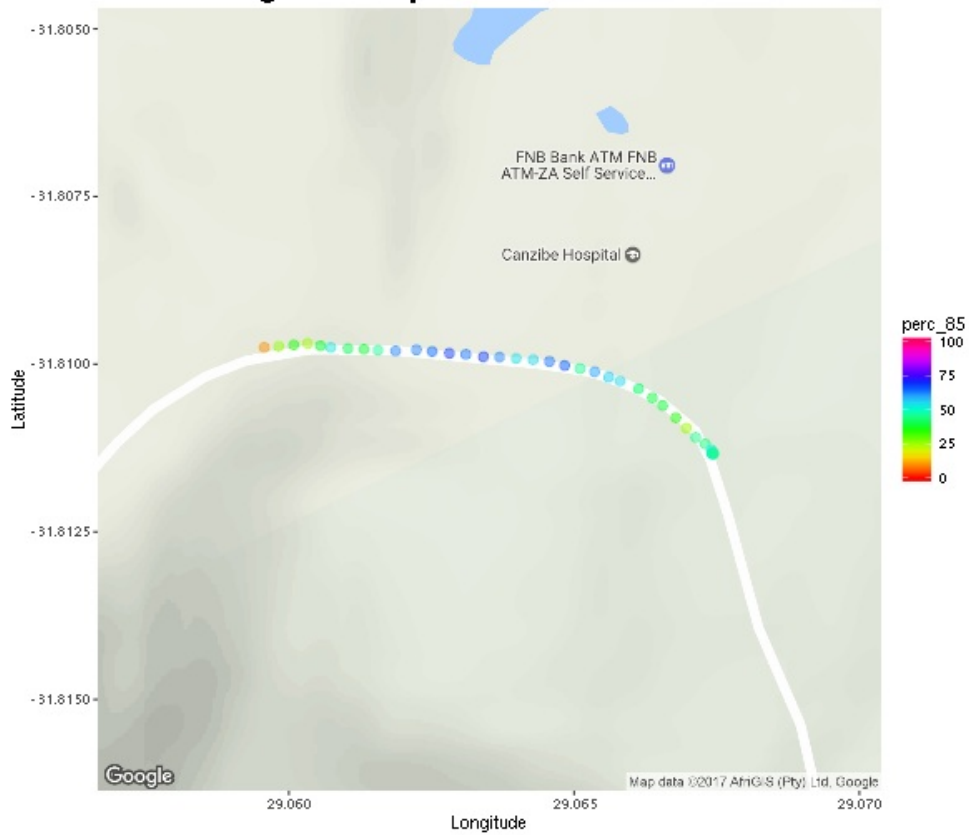 -31.8050
-31.8075
-31.8100
-31.8125
-31.8150
Latitude
FNB Bank ATM FNB
ATM-ZA Self Service...
Canzibe Hospital
perc_85
100
75
50
25
0
Google
Map data ©2017 AfriGIS (Pty) Ltd, Google
29.060
29.065
29.070
Longitude